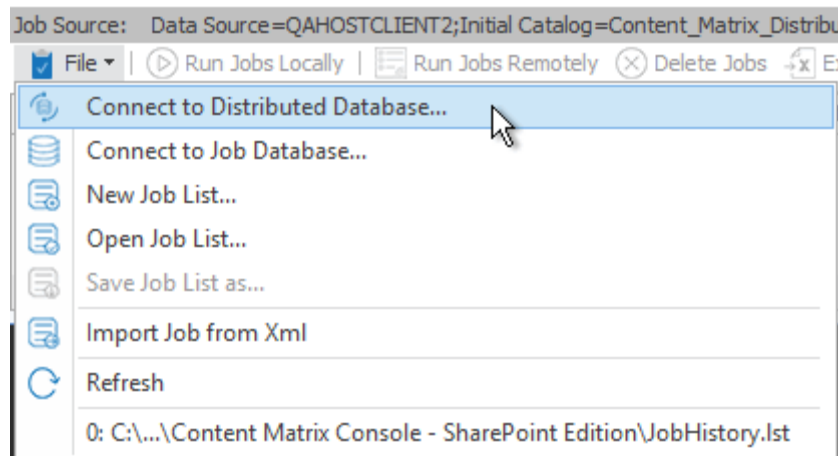 Job Source: Data Source=QAHOSTCLIENT2;Initial Catalog=Content_Matrix_Distribu
File Run Jobs Locally Run Jobs Remotely Delete Jobs
Connect to Distributed Database...
Connect to Job Database...
New Job List...
Open Job List...
Save Job List as...
Import Job from Xml
Refresh
0: C:\...\Content Matrix Console - SharePoint Edition\JobHistory.lst